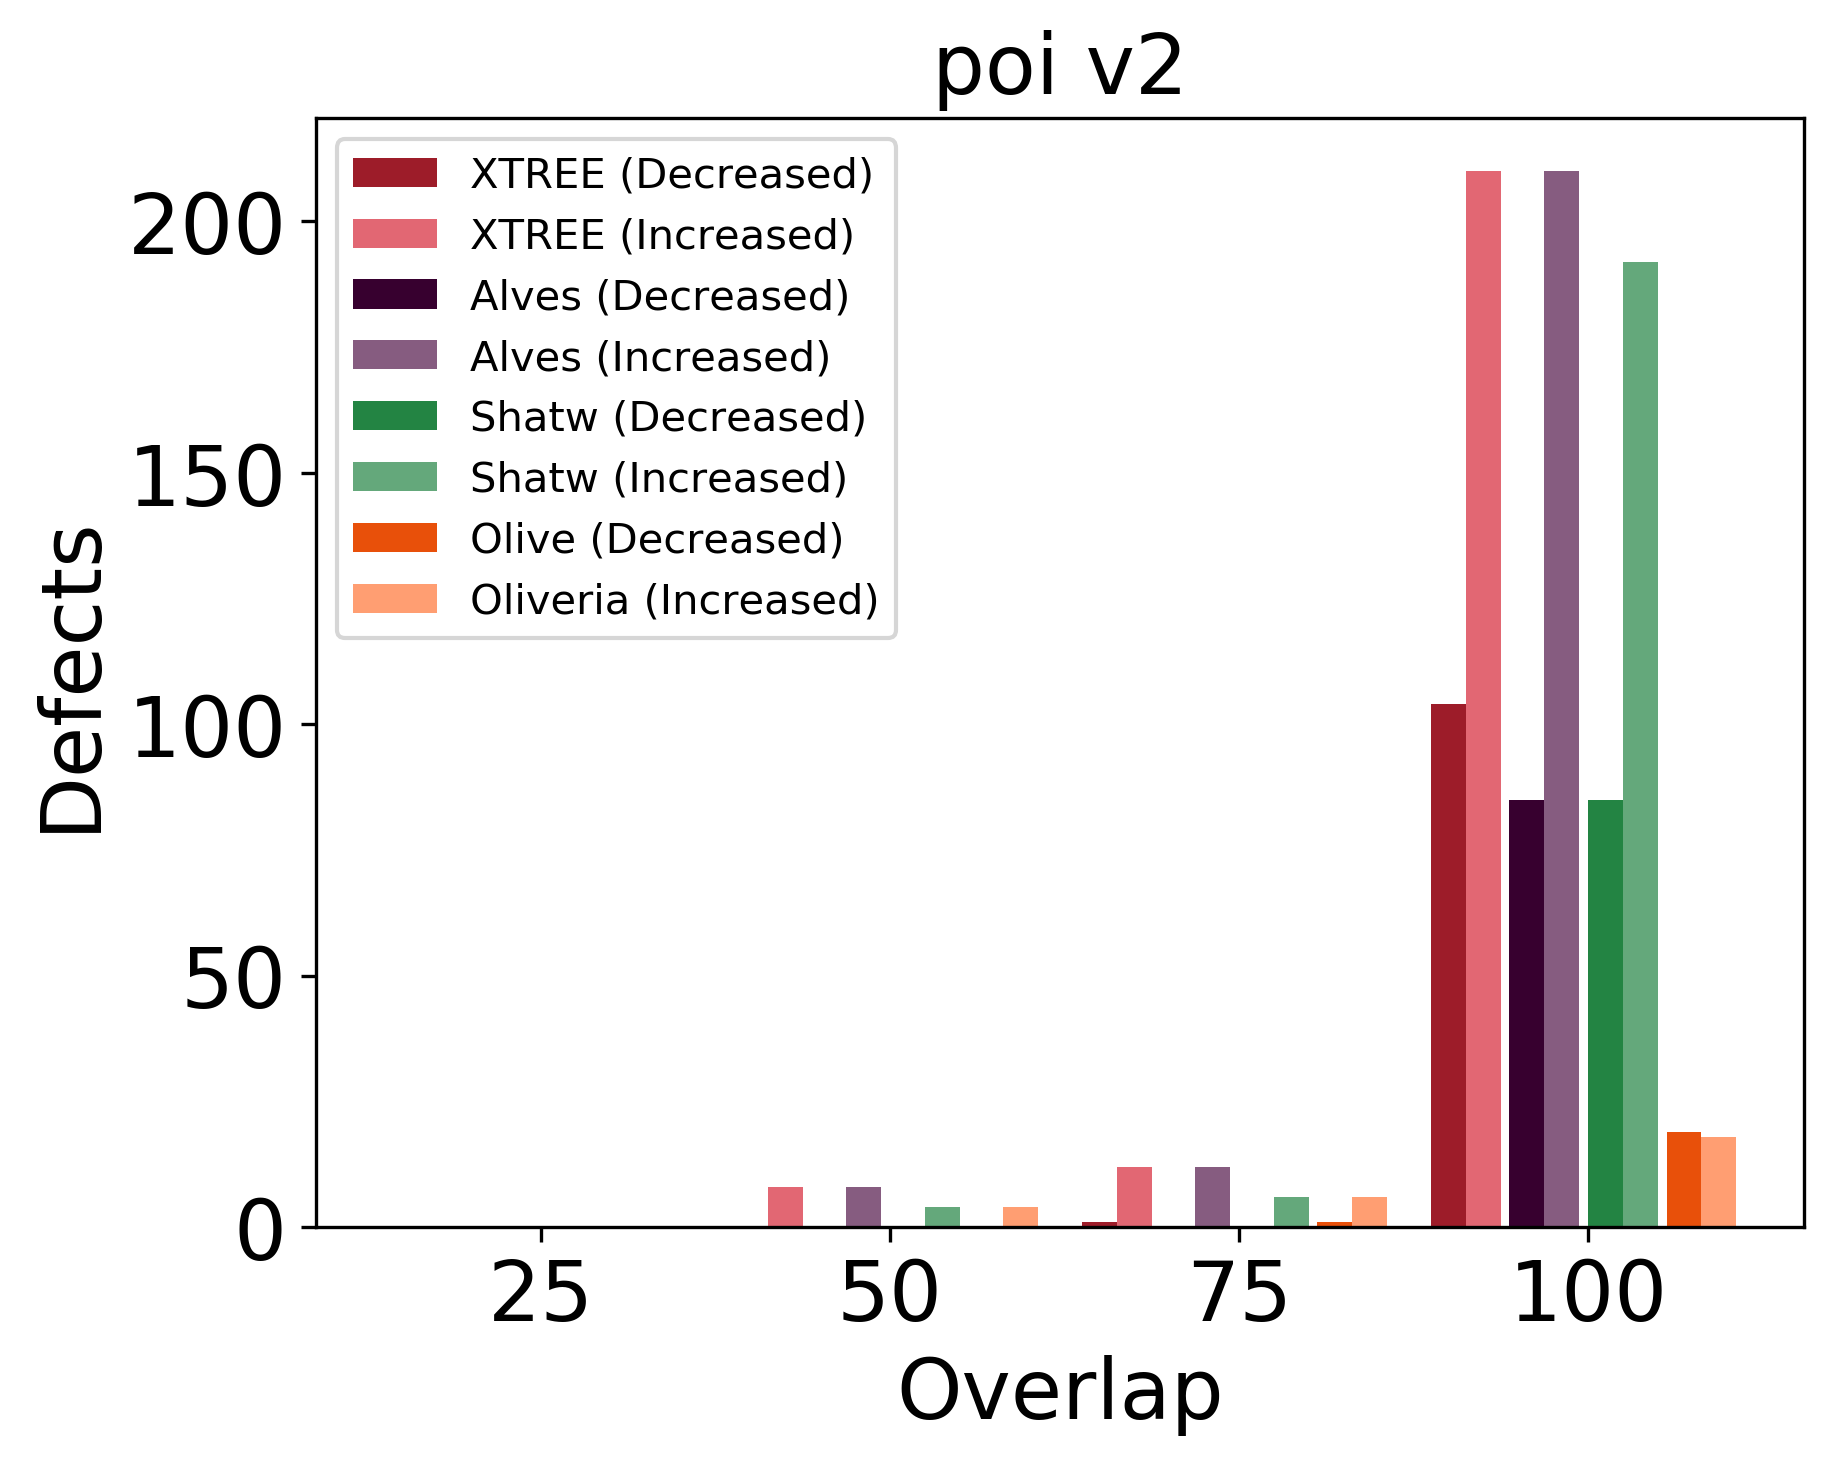 poi v2
XTREE (Decreased)
XTREE (Increased)
Alves (Decreased)
Alves (Increased)
Shatw (Decreased)
Shatw (Increased)
Olive (Decreased)
Oliveria (Increased)
Defects
200
150
100
50
0
25 50 75 100
Overlap